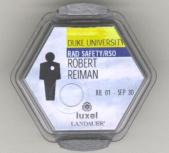 DUKE UNIVERSITY
RAD SAFETY/RSO
ROBERT
REIMAN
JUL 01 - SEP 30
luxel
LANDAUER